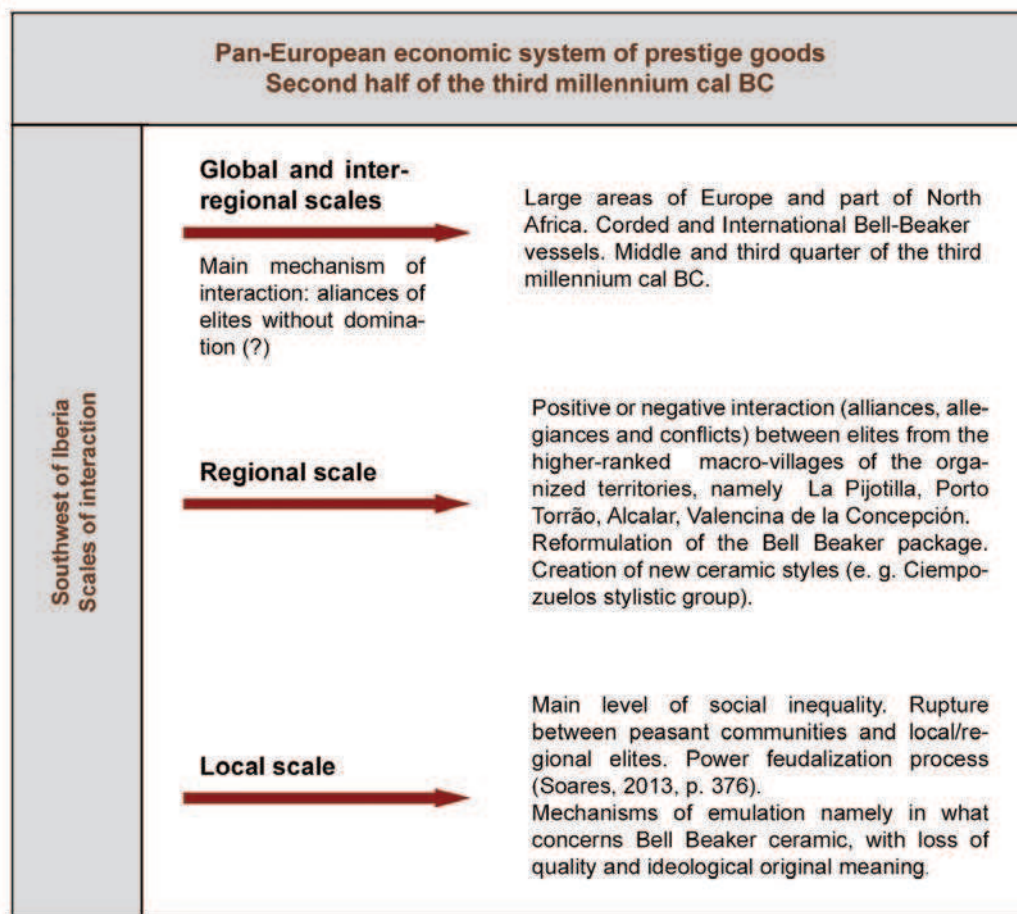 Pan-European economic system of prestige goods
Second half of the third millennium cal BC
Southwest of Iberia
Scales of interaction
Global and inter-
regional scales
Main mechanism of
interaction: aliances of
elites without domina-
tion (?)
Large areas of Europe and part of North
Africa. Corded and International Bell-Beaker
vessels. Middle and third quarter of the third
millennium cal BC.
Regional scale
Positive or negative interaction (alliances, alle-
giances and conflicts) between elites from the
higher-ranked macro-villages of the orga-
nized territories, namely La Pijotilla, Porto
Torrão, Alcalar, Valencina de la Concepción.
Reformulation of the Bell Beaker package.
Creation of new ceramic styles (e. g. Ciempo-
zuelos stylistic group).
Local scale
Main level of social inequality. Rupture
between peasant communities and local/re-
gional elites. Power feudalization process
(Soares, 2013, p. 376).
Mechanisms of emulation namely in what
concerns Bell Beaker ceramic, with loss of
quality and ideological original meaning.